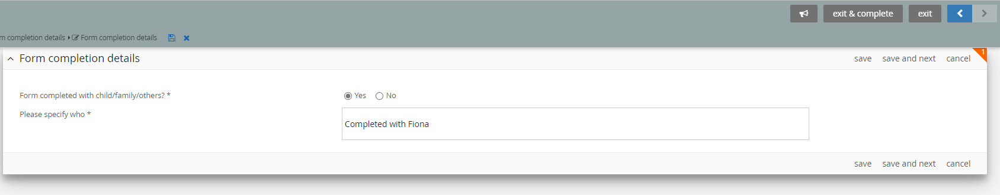 exit & complete
exit
m completion details
Form completion details
Form completion details
save
save and next
cancel
1
Form completed with child/family/others? *
Yes
No
Please specify who *
Completed with Fiona
save
save and next
cancel